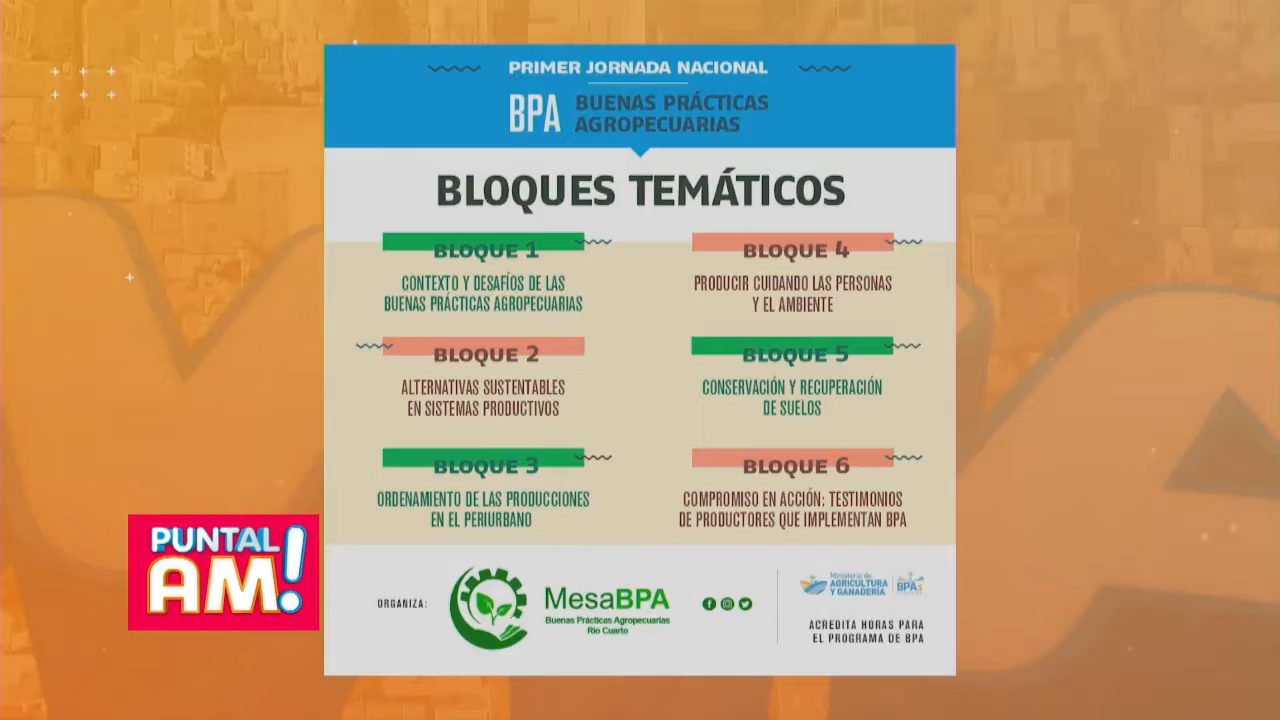 PRIMER JORNADA NACIONAL
BPA
BUENAS PRÁCTICAS
AGROPECUARIAS
BLOQUES TEMÁTICOS
BLOQUE 1
CONTEXTO Y DESAFÍOS DE LAS
BUENAS PRÁCTICAS AGROPECUARIAS
BLOQUE 2
ALTERNATIVAS SUSTENTABLES
EN SISTEMAS PRODUCTIVOS
BLOQUE 3
ORDENAMIENTO DE LAS PRODUCCIONES
EN EL PERIURBANO
BLOQUE 4
PRODUCIR CUIDANDO LAS PERSONAS
Y EL AMBIENTE
BLOQUE 5
CONSERVACIÓN Y RECUPERACIÓN
DE SUELOS
BLOQUE 6
COMPROMISO EN ACCIÓN: TESTIMONIOS
DE PRODUCTORES QUE IMPLEMENTAN BPA
PUNTAL
AM!
ORGANIZA:
MesaBPA
Buenas Prácticas Agropecuarias
Río Cuarto
Ministerio de
AGRICULTURA
Y GANADERÍA
BPAs
ACREDITA HORAS PARA
EL PROGRAMA DE BPA